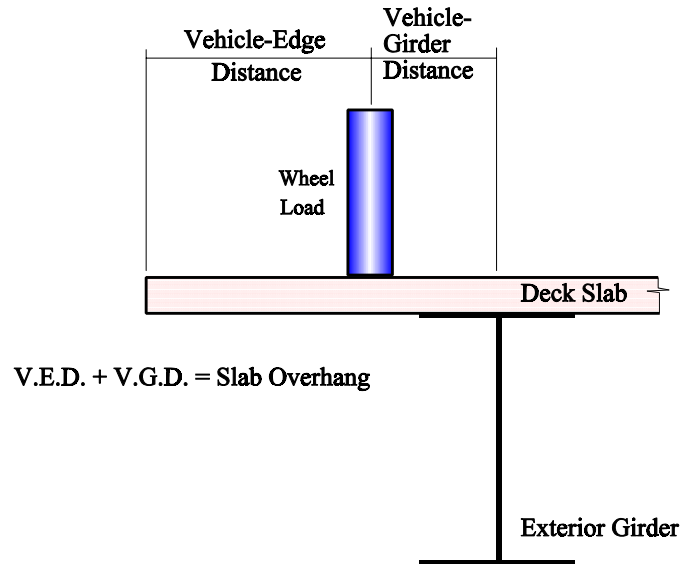 Vehicle-Edge
Distance
Vehicle-
Girder
Distance
Wheel
Load
Deck Slab
V.E.D. + V.G.D. = Slab Overhang
Exterior Girder